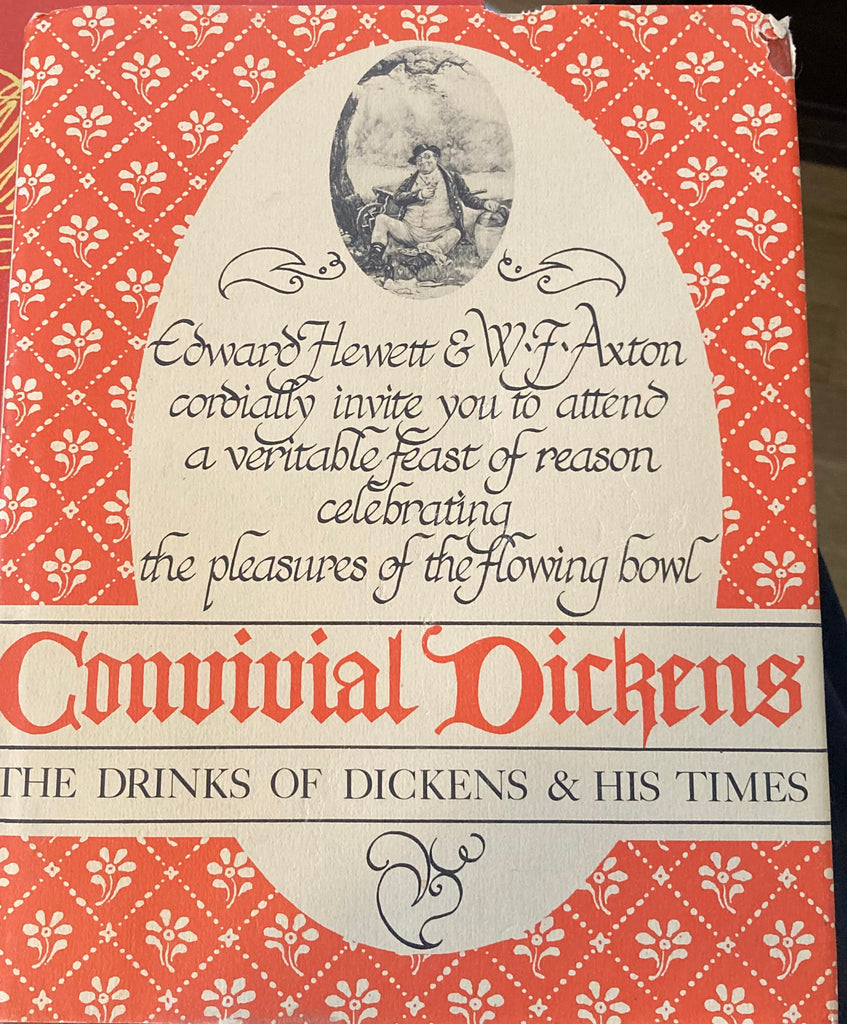 Edward Hewett & W·F·Axton
cordially invite you to attend
a veritable feast of reason
celebrating
the pleasures of the flowing bowl
Convivial Dickens
THE DRINKS OF DICKENS & HIS TIMES